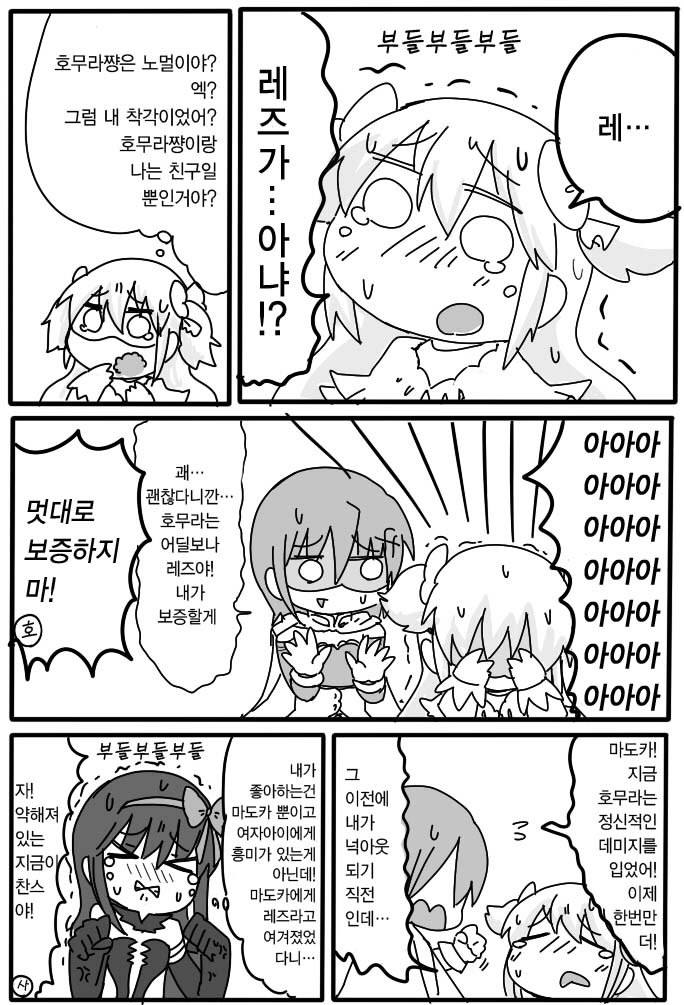 레…
부들부들부들
레즈가…아냐!?
호무라쨩은 노멀이야?
엑?
그럼 내 착각이었어?
호무라쨩이랑
나는 친구일
뿐인거야?
아아아
아아아
아아아
아아아
아아아
아아아
아아아
괘…
괜찮다니깐…
호무라는
어딜보나
레즈야!
내가
보증할게
멋대로
보증하지
마!
호
마도카!
지금
호무라는
정신적인
데미지를
입었어!
이제
한번만
더!
그
이전에
내가
넉아웃
되기
직전
인데…
내가
좋아하는건
마도카 뿐이고
여자아이에게
흥미가 있는게
아닌데!
마도카에게
레즈라고
여겨졌었
다니…
부들부들부들
자!
약해져
있는
지금이
찬스
야!
사